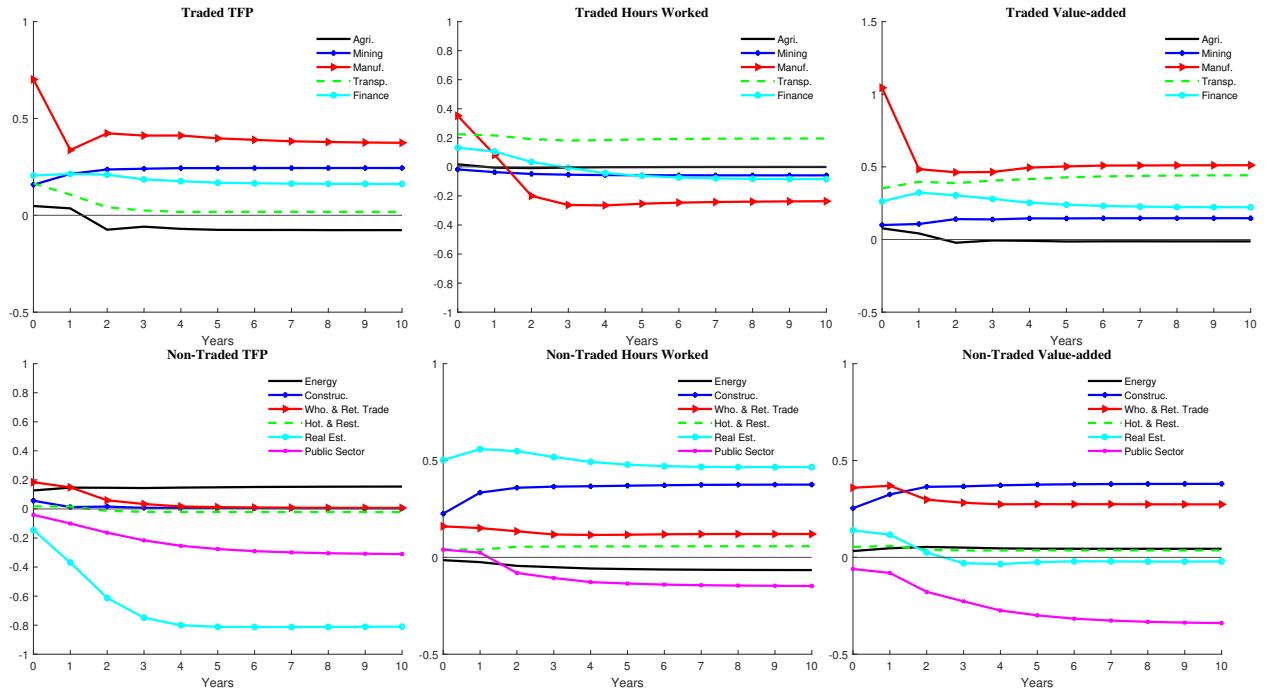 Traded TFP
1
0.5
0
-0.5
0 1 2 3 4 5 6 7 8 9 10
Years
Agri.
Mining
Manuf.
Transp.
Finance
Traded Hours Worked
1
0.8
0.6
0.4
0.2
0
-0.2
-0.4
-0.6
-0.8
-1
0 1 2 3 4 5 6 7 8 9 10
Years
Agri.
Mining
Manuf.
Transp.
Finance
Traded Value-added
1.5
1
0.5
0
-0.5
0 1 2 3 4 5 6 7 8 9 10
Years
Agri.
Mining
Manuf.
Transp.
Finance
Non-Traded TFP
1
0.8
0.6
0.4
0.2
0
-0.2
-0.4
-0.6
-0.8
-1
0 1 2 3 4 5 6 7 8 9 10
Years
Energy
Construc.
Who. & Ret. Trade
Hot. & Rest.
Real Est.
Public Sector
Non-Traded Hours Worked
1
0.5
0
-0.5
0 1 2 3 4 5 6 7 8 9 10
Years
Energy
Construc.
Who. & Ret. Trade
Hot. & Rest.
Real Est.
Public Sector
Non-Traded Value-added
1
0.5
0
-0.5
0 1 2 3 4 5 6 7 8 9 10
Years
Energy
Construc.
Who. & Ret. Trade
Hot. & Rest.
Real Est.
Public Sector